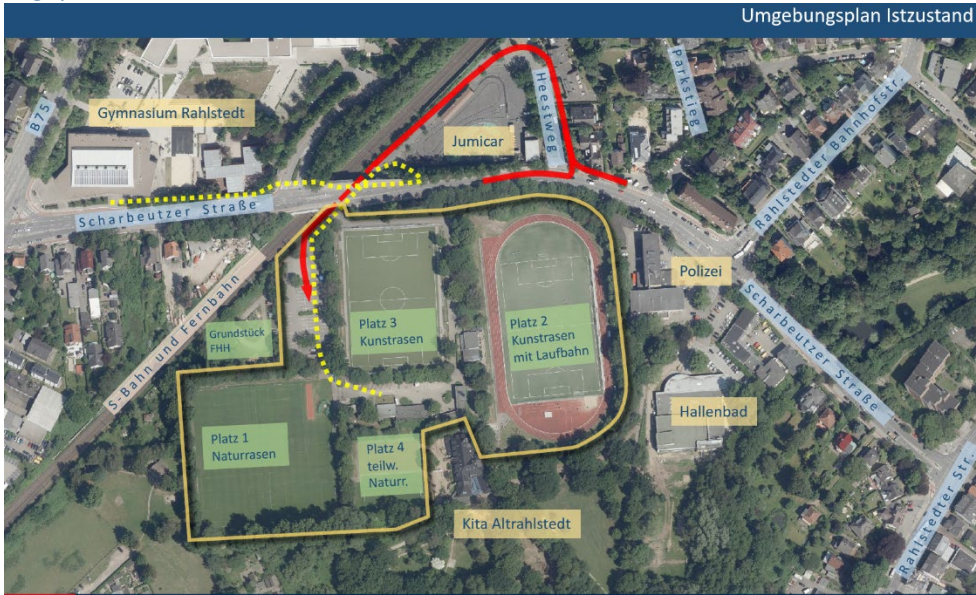 Umgebungsplan Istzustand
B75
Gymnasium Rahlstedt
Jumicar
Heestweg
Parkstieg
Rahlstedter Bahnhofstr.
Scharbeutzer Straße
S-Bahn und Fernbahn
Grundstück
FHH
Platz 3
Kunstrasen
Platz 2
Kunstrasen
mit Laufbahn
Polizei
Scharbeutzer Straße
Hallenbad
Platz 1
Naturrasen
Platz 4
teilw.
Naturr.
Kita Altrahlstedt
Rahlstedter Str.